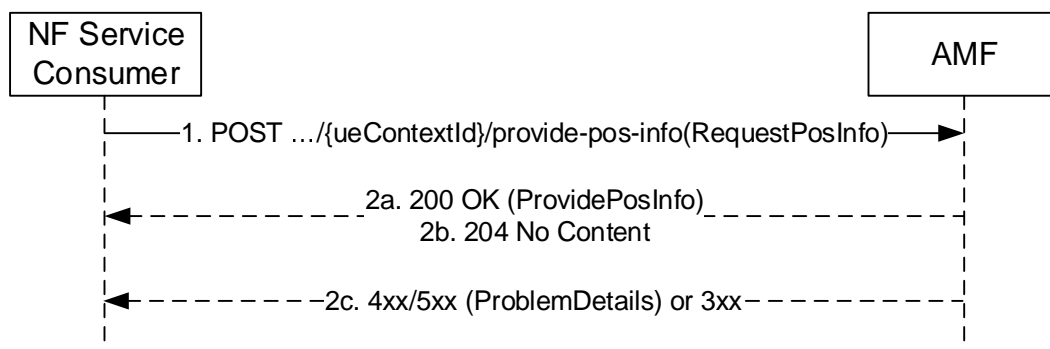 NF Service
Consumer
AMF
1. POST …/{ueContextId}/provide-pos-info(RequestPosInfo)
2a. 200 OK (ProvidePosInfo)
2b. 204 No Content
2c. 4xx/5xx (ProblemDetails) or 3xx